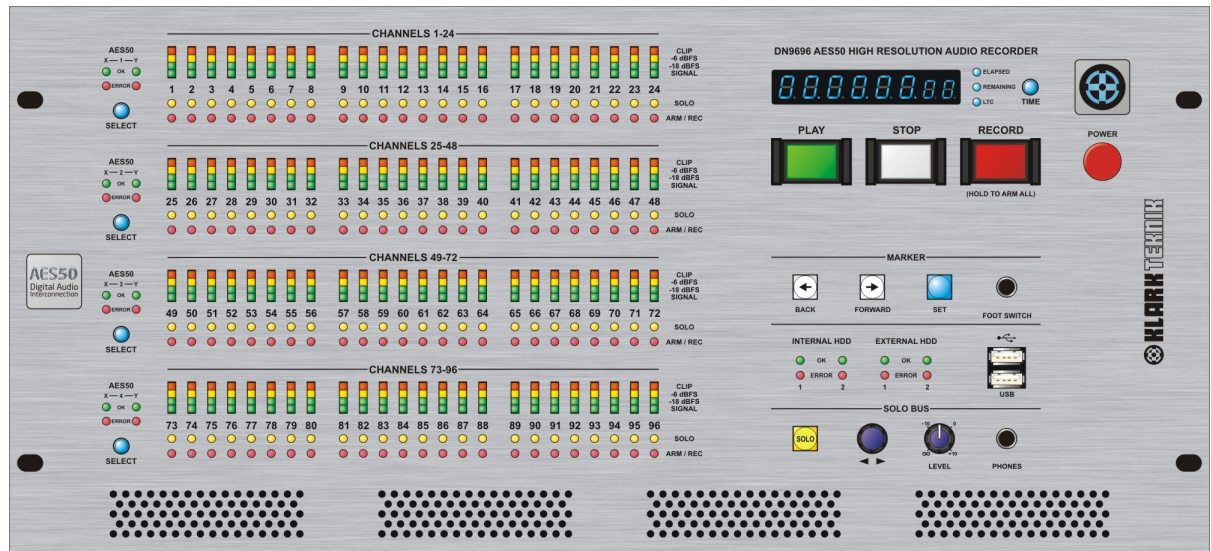 CHANNELS 1-24
AES50
X — 1 — Y
OK
ERROR
SELECT
CLIP
-6 dBFS
-18 dBFS
SIGNAL
1 2 3 4 5 6 7 8 9 10 11 12 13 14 15 16 17 18 19 20 21 22 23 24
SOLO
ARM / REC
CHANNELS 25-48
AES50
X — 2 — Y
OK
ERROR
SELECT
CLIP
-6 dBFS
-18 dBFS
SIGNAL
25 26 27 28 29 30 31 32 33 34 35 36 37 38 39 40 41 42 43 44 45 46 47 48
SOLO
ARM / REC
AES50
Digital Audio
Interconnection
CHANNELS 49-72
AES50
X — 3 — Y
OK
ERROR
SELECT
CLIP
-6 dBFS
-18 dBFS
SIGNAL
49 50 51 52 53 54 55 56 57 58 59 60 61 62 63 64 65 66 67 68 69 70 71 72
SOLO
ARM / REC
CHANNELS 73-96
AES50
X — 4 — Y
OK
ERROR
SELECT
CLIP
-6 dBFS
-18 dBFS
SIGNAL
73 74 75 76 77 78 79 80 81 82 83 84 85 86 87 88 89 90 91 92 93 94 95 96
SOLO
ARM / REC
DN9696 AES50 HIGH RESOLUTION AUDIO RECORDER
8.8.8.8.8.8.8.8
ELAPSED
REMAINING
LTC
TIME
POWER
PLAY STOP RECORD
(HOLD TO ARM ALL)
KLARK TEKNIK
MARKER
BACK FORWARD SET FOOT SWITCH
INTERNAL HDD EXTERNAL HDD
OK OK
ERROR ERROR
1 2 1 2
USB
SOLO BUS
SOLO
-10 0
∞ +10
LEVEL PHONES